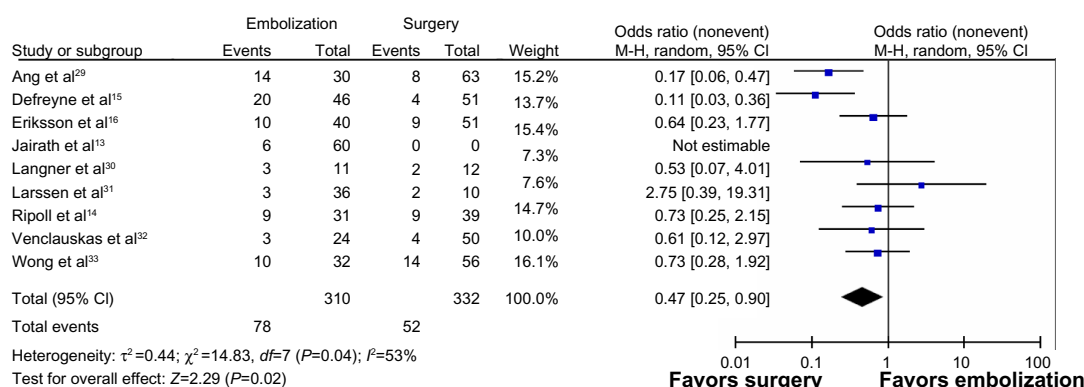 Embolization Surgery Odds ratio (nonevent) Odds ratio (nonevent)
Study or subgroup Events Total Events Total Weight M-H, random, 95% CI M-H, random, 95% CI
Ang et al²⁹ 14 30 8 63 15.2% 0.17 [0.06, 0.47]
Defreyne et al¹⁵ 20 46 4 51 13.7% 0.11 [0.03, 0.36]
Eriksson et al¹⁶ 10 40 9 51 15.4% 0.64 [0.23, 1.77]
Jairath et al¹³ 6 60 0 0 Not estimable
Langner et al³⁰ 3 11 2 12 7.3% 0.53 [0.07, 4.01]
Larssen et al³¹ 3 36 2 10 7.6% 2.75 [0.39, 19.31]
Ripoll et al¹⁴ 9 31 9 39 14.7% 0.73 [0.25, 2.15]
Venclauskas et al³² 3 24 4 50 10.0% 0.61 [0.12, 2.97]
Wong et al³³ 10 32 14 56 16.1% 0.73 [0.28, 1.92]
Total (95% CI) 310 332 100.0% 0.47 [0.25, 0.90]
Total events 78 52
Heterogeneity: τ²=0.44; χ²=14.83, df=7 (P=0.04); I²=53%
Test for overall effect: Z=2.29 (P=0.02)
0.01 0.1 1 10 100
Favors surgery Favors embolization